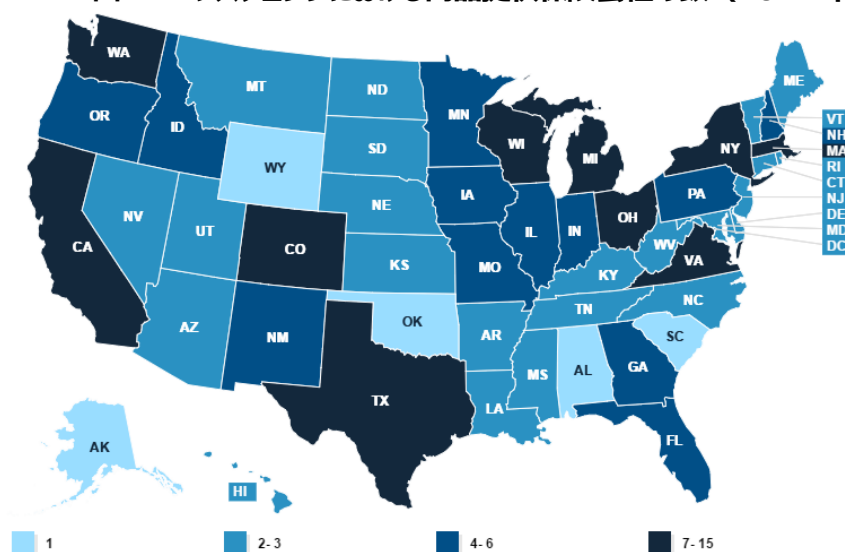 WA
MT
ND
MN
ME
OR
ID
SD
WI
MI
NY
VT
NH
MA
RI
CT
NJ
DE
MD
DC
WY
IA
PA
NV
UT
NE
IL
IN
OH
CA
CO
KS
MO
WV
VA
KY
AZ
NM
OK
AR
TN
NC
SC
TX
LA
MS
AL
GA
FL
AK
HI
1
2-3
4-6
7-15